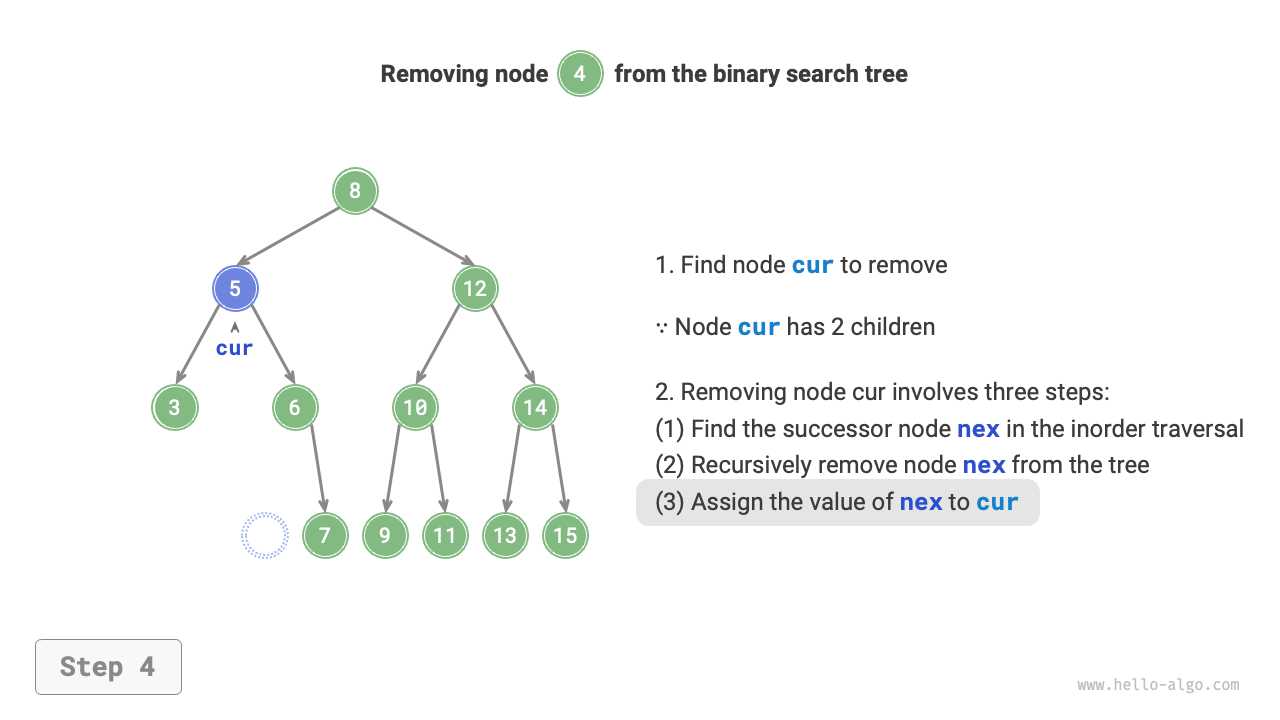 Removing node 4 from the binary search tree
8
5 12
cur
3 6 10 14
7 9 11 13 15
1. Find node cur to remove
∵ Node cur has 2 children
2. Removing node cur involves three steps:
(1) Find the successor node nex in the inorder traversal
(2) Recursively remove node nex from the tree
(3) Assign the value of nex to cur
Step 4
www.hello-algo.com